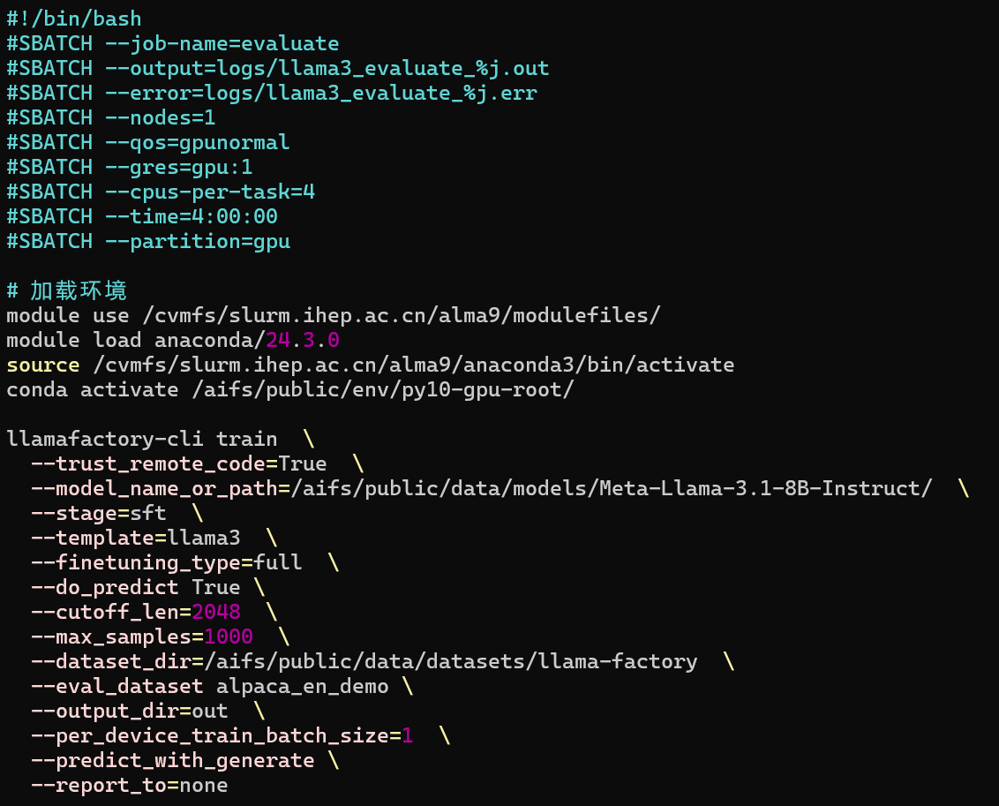 #!/bin/bash
#SBATCH --job-name=evaluate
#SBATCH --output=logs/llama3_evaluate_%j.out
#SBATCH --error=logs/llama3_evaluate_%j.err
#SBATCH --nodes=1
#SBATCH --qos=gpunormal
#SBATCH --gres=gpu:1
#SBATCH --cpus-per-task=4
#SBATCH --time=4:00:00
#SBATCH --partition=gpu

# 加载环境
module use /cvmfs/slurm.ihep.ac.cn/alma9/modulefiles/
module load anaconda/24.3.0
source /cvmfs/slurm.ihep.ac.cn/alma9/anaconda3/bin/activate
conda activate /aifs/public/env/py10-gpu-root/

llamafactory-cli train  \
  --trust_remote_code=True  \
  --model_name_or_path=/aifs/public/data/models/Meta-Llama-3.1-8B-Instruct/  \
  --stage=sft  \
  --template=llama3  \
  --finetuning_type=full  \
  --do_predict True \
  --cutoff_len=2048  \
  --max_samples=1000  \
  --dataset_dir=/aifs/public/data/datasets/llama-factory  \
  --eval_dataset alpaca_en_demo \
  --output_dir=out  \
  --per_device_train_batch_size=1  \
  --predict_with_generate \
  --report_to=none